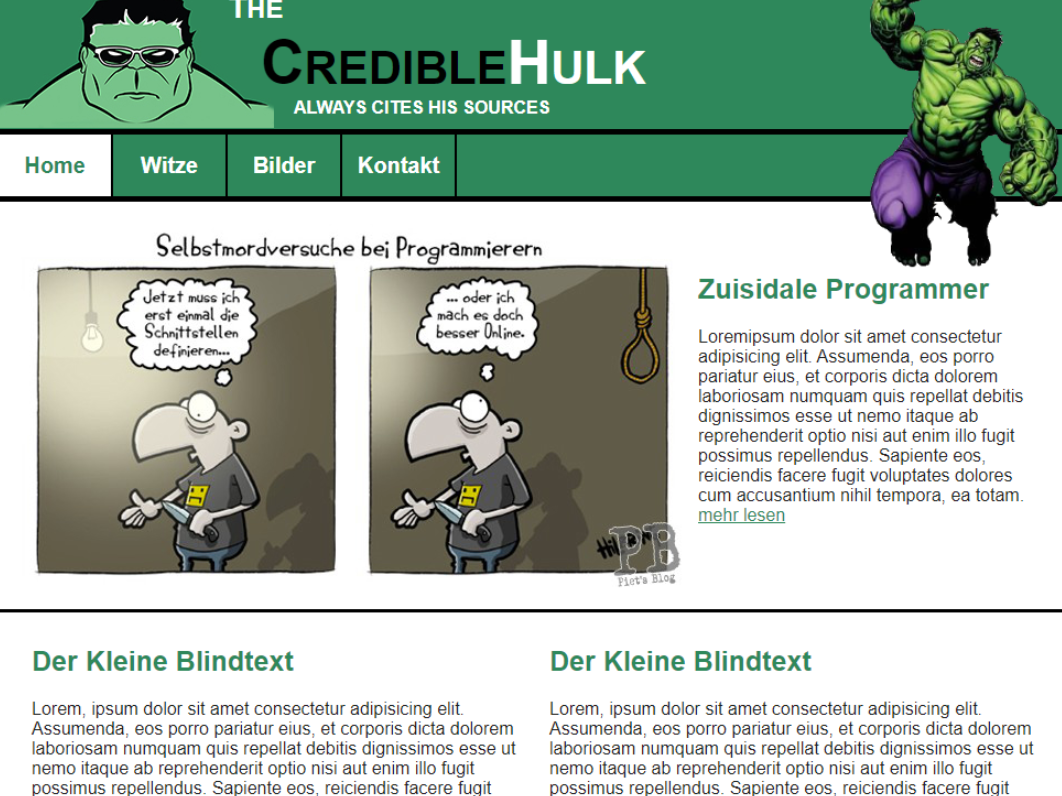 THE
CREDIBLEHULK
ALWAYS CITES HIS SOURCES
Home
Witze
Bilder
Kontakt
Selbstmordversuche bei Programmierern
Jetzt muss ich
erst einmal die
Schnittstellen
definieren...
... oder ich
mach es doch
besser Online.
PB
Piet's Blog
Zuisidale Programmer
Loremipsum dolor sit amet consectetur
adipisicing elit. Assumenda, eos porro
pariatur eius, et corporis dicta dolorem
laboriosam numquam quis repellat debitis
dignissimos esse ut nemo itaque ab
reprehenderit optio nisi aut enim illo fugit
possimus repellendus. Sapiente eos,
reiciendis facere fugit voluptates dolores
cum accusantium nihil tempora, ea totam.
mehr lesen
Der Kleine Blindtext
Lorem, ipsum dolor sit amet consectetur adipisicing elit.
Assumenda, eos porro pariatur eius, et corporis dicta dolorem
laboriosam numquam quis repellat debitis dignissimos esse ut
nemo itaque ab reprehenderit optio nisi aut enim illo fugit
possimus repellendus. Sapiente eos, reiciendis facere fugit
Der Kleine Blindtext
Lorem, ipsum dolor sit amet consectetur adipisicing elit.
Assumenda, eos porro pariatur eius, et corporis dicta dolorem
laboriosam numquam quis repellat debitis dignissimos esse ut
nemo itaque ab reprehenderit optio nisi aut enim illo fugit
possimus repellendus. Sapiente eos, reiciendis facere fugit